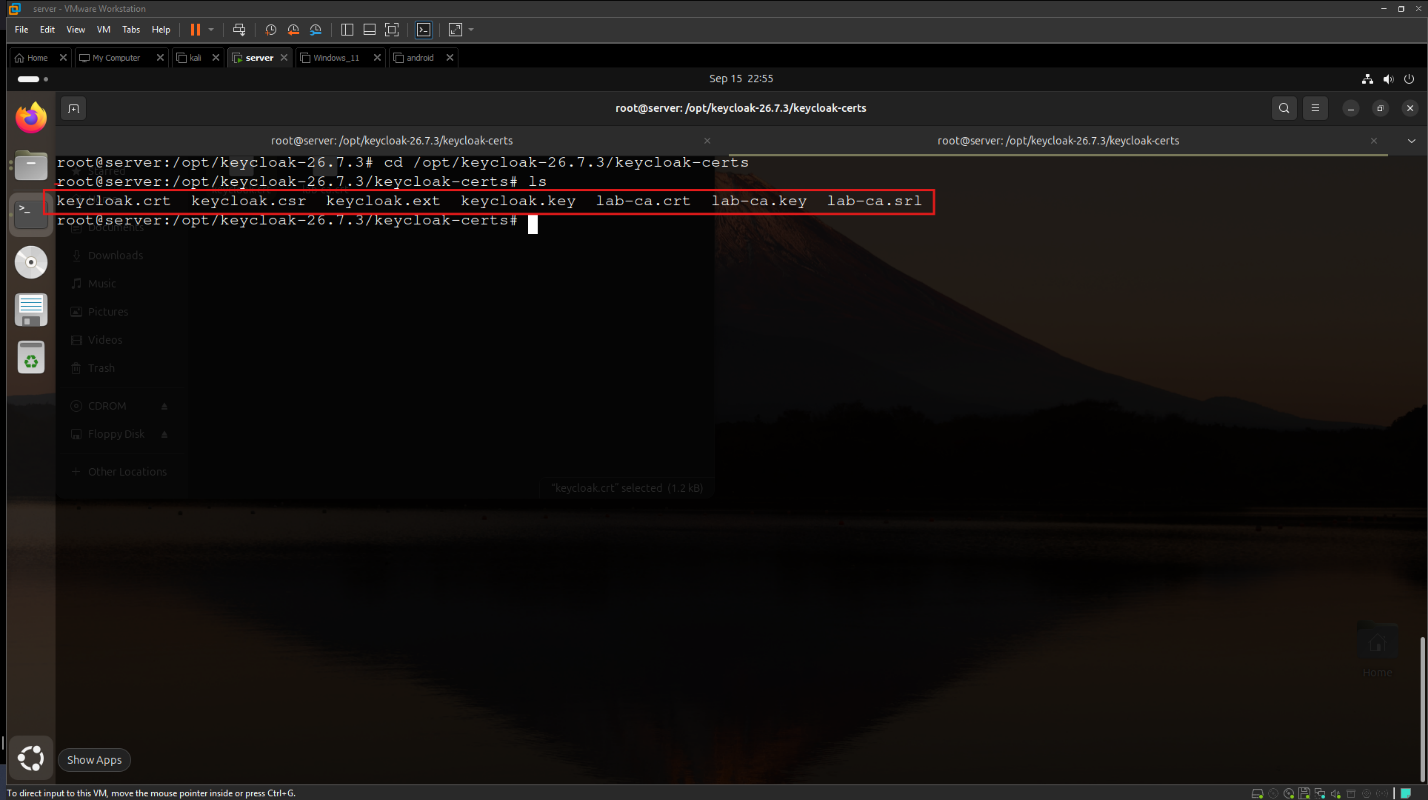 server - VMware Workstation
File Edit View VM Tabs Help
Home My Computer kali server Windows_11 android
Sep 15 22:55
root@server: /opt/keycloak-26.7.3/keycloak-certs
root@server: /opt/keycloak-26.7.3/keycloak-certs root@server: /opt/keycloak-26.7.3/keycloak-certs
root@server:/opt/keycloak-26.7.3# cd /opt/keycloak-26.7.3/keycloak-certs
Starred
root@server:/opt/keycloak-26.7.3/keycloak-certs# ls
keycloak.crt keycloak.csr keycloak.ext keycloak.key lab-ca.crt lab-ca.key lab-ca.srl
root@server:/opt/keycloak-26.7.3/keycloak-certs#
Documents
Downloads
Music
Pictures
Videos
Trash
CDROM
Floppy Disk
Other Locations
"keycloak.crt" selected (1.2 kB)
Home
Show Apps
To direct input to this VM, move the mouse pointer inside or press Ctrl+G.